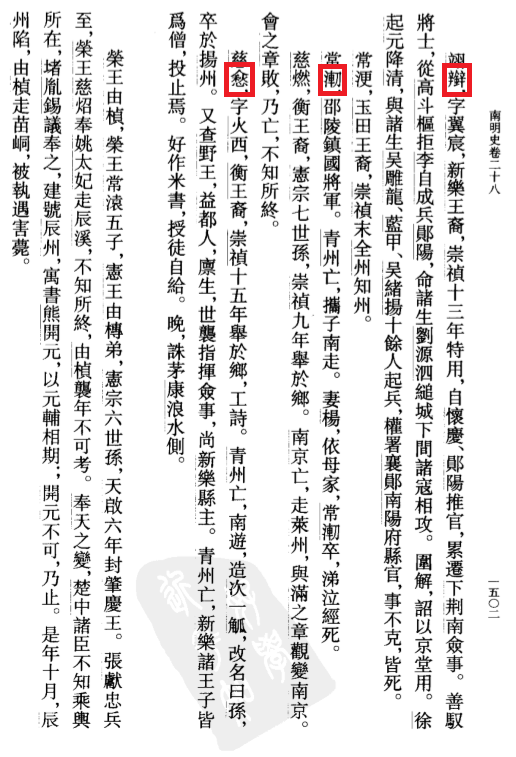 南明史卷二十八
一五〇二
翊辯,字翼宸,新樂王裔,崇禎十三年特用,自懷慶、鄖陽推官,累遷下荆南僉事。善馭
將士,從高斗樞拒李自成兵鄖陽,命諸生劉源泗縋城下間諸寇相攻。圍解,詔以京堂用。徐
起元降清,與諸生吴雕龍、藍甲、吴緒揚十餘人起兵,權署襄鄖南陽府縣官,事不克,皆死。
常㴋,玉田王裔,崇禎末全州知州。
常,邵陵鎮國將軍。青州亡,攜子南走。妻楊,依母家,常卒,涕泣經死。
慈燃,衡王裔,憲宗七世孫,崇禎九年舉於鄉。南京亡,走萊州,與滿之章觀變南京。
會之章敗,乃亡,不知所終。
慈,字火西,衡王裔,崇禎十五年舉於鄉,工詩。青州亡,南遊,造次一觚,改名曰孫,
卒於揚州。又查野王,益都人,廪生,世襲指揮僉事,尚新樂縣主。青州亡,新樂諸王子皆
爲僧,投止焉。好作米書,授徒自給。晚,誅茅康浪水側。
榮王由楨,榮王常溒五子,憲王由樽弟,憲宗六世孫,天啟六年封肇慶王。張獻忠兵
至,榮王慈炤奉姚太妃走辰溪,不知所終,由楨襲年不可考。奉天之變,楚中諸臣不知乘輿
所在,堵胤錫議奉之,建號辰州,寓書熊開元,以元輔相期;開元不可,乃止。是年十月,辰
州陷,由楨走苗峒,被執遇害薨。